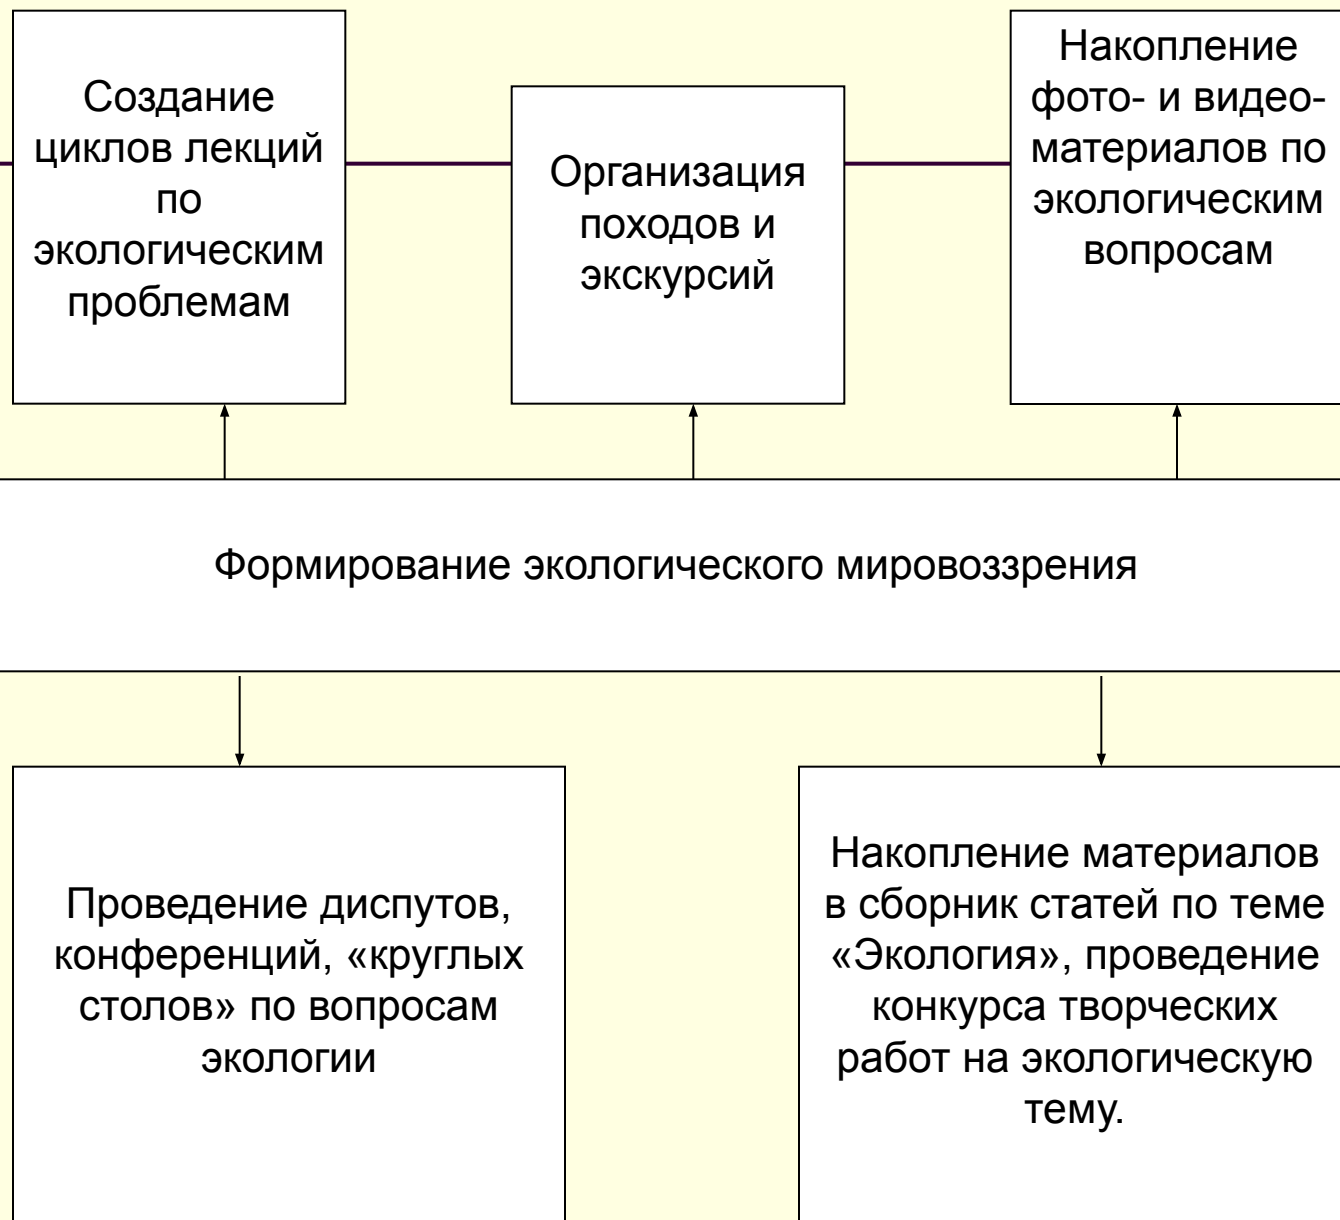 Создание
циклов лекций
по
экологическим
проблемам
Организация
походов и
экскурсий
Накопление
фото- и видео-
материалов по
экологическим
вопросам
Формирование экологического мировоззрения
Проведение диспутов,
конференций, «круглых
столов» по вопросам
экологии
Накопление материалов
в сборник статей по теме
«Экология», проведение
конкурса творческих
работ на экологическую
тему.